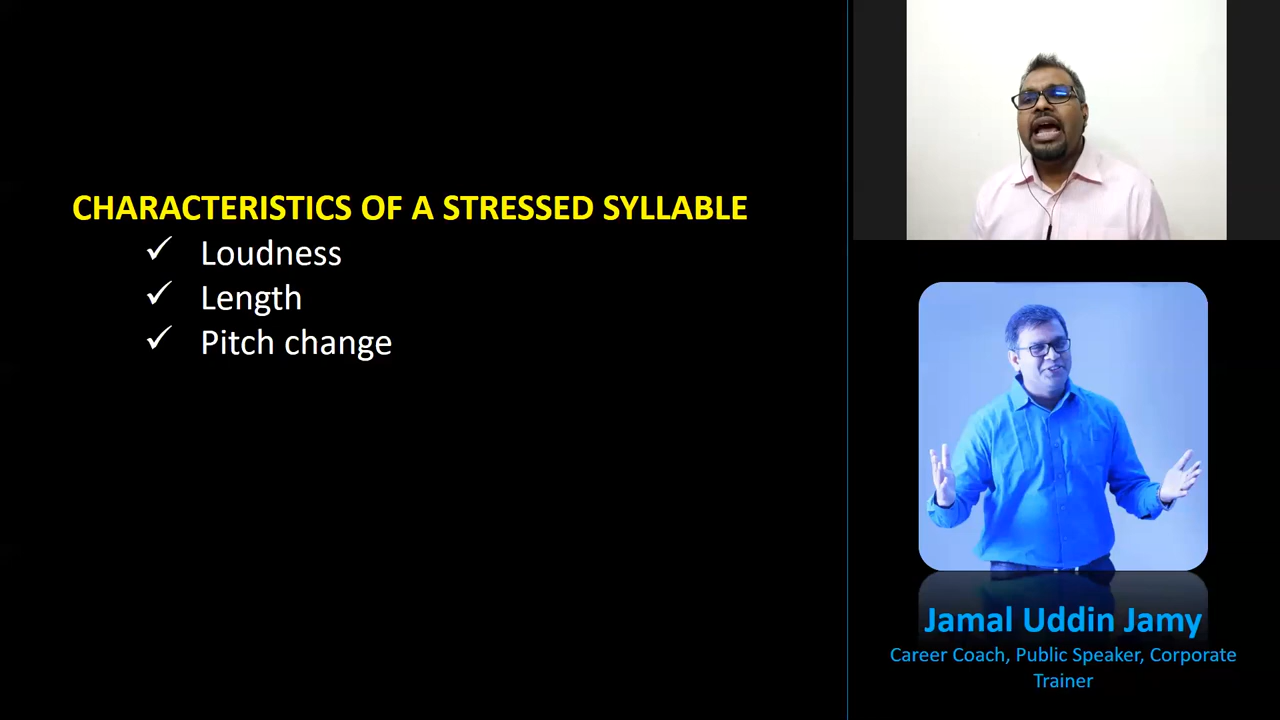 CHARACTERISTICS OF A STRESSED SYLLABLE
✓ Loudness
✓ Length
✓ Pitch change
Jamal Uddin Jamy
Career Coach, Public Speaker, Corporate
Trainer